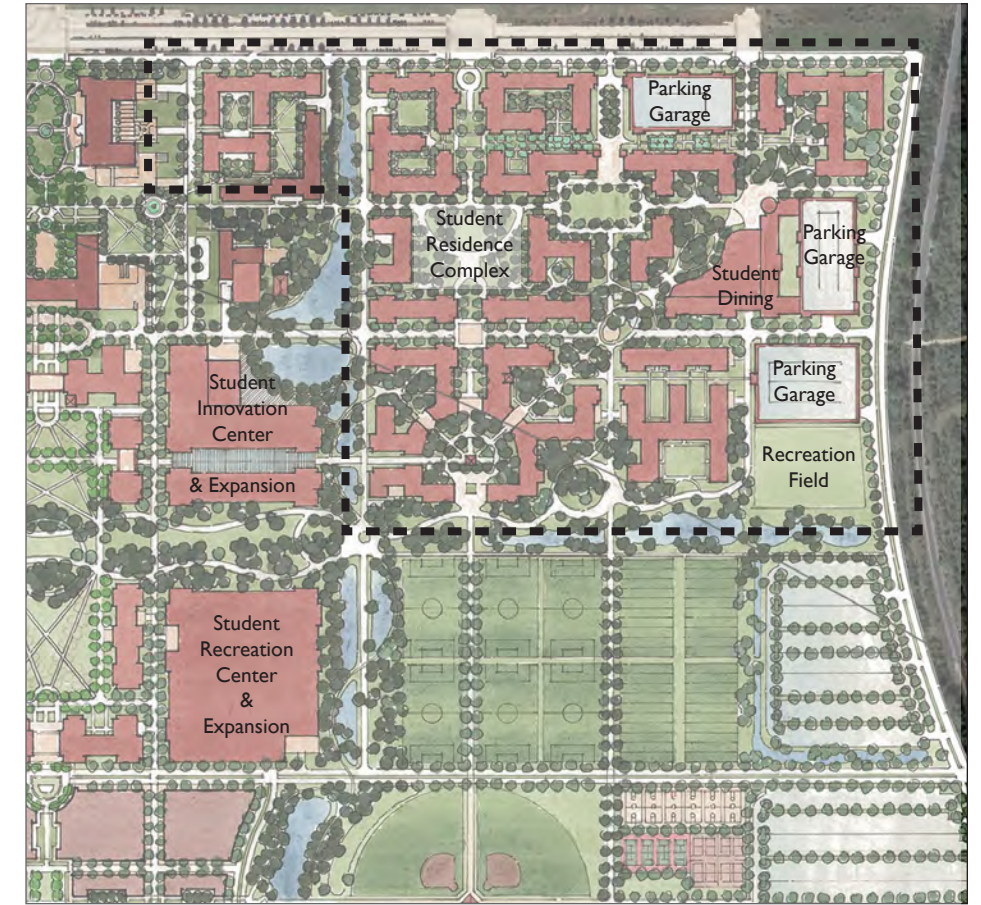 Parking
Garage
Student
Residence
Complex
Parking
Garage
Student
Dining
Parking
Garage
Student
Innovation
Center
& Expansion
Recreation
Field
Student
Recreation
Center
&
Expansion